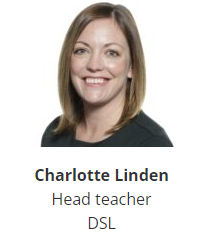 Charlotte Linden
Head teacher
DSL